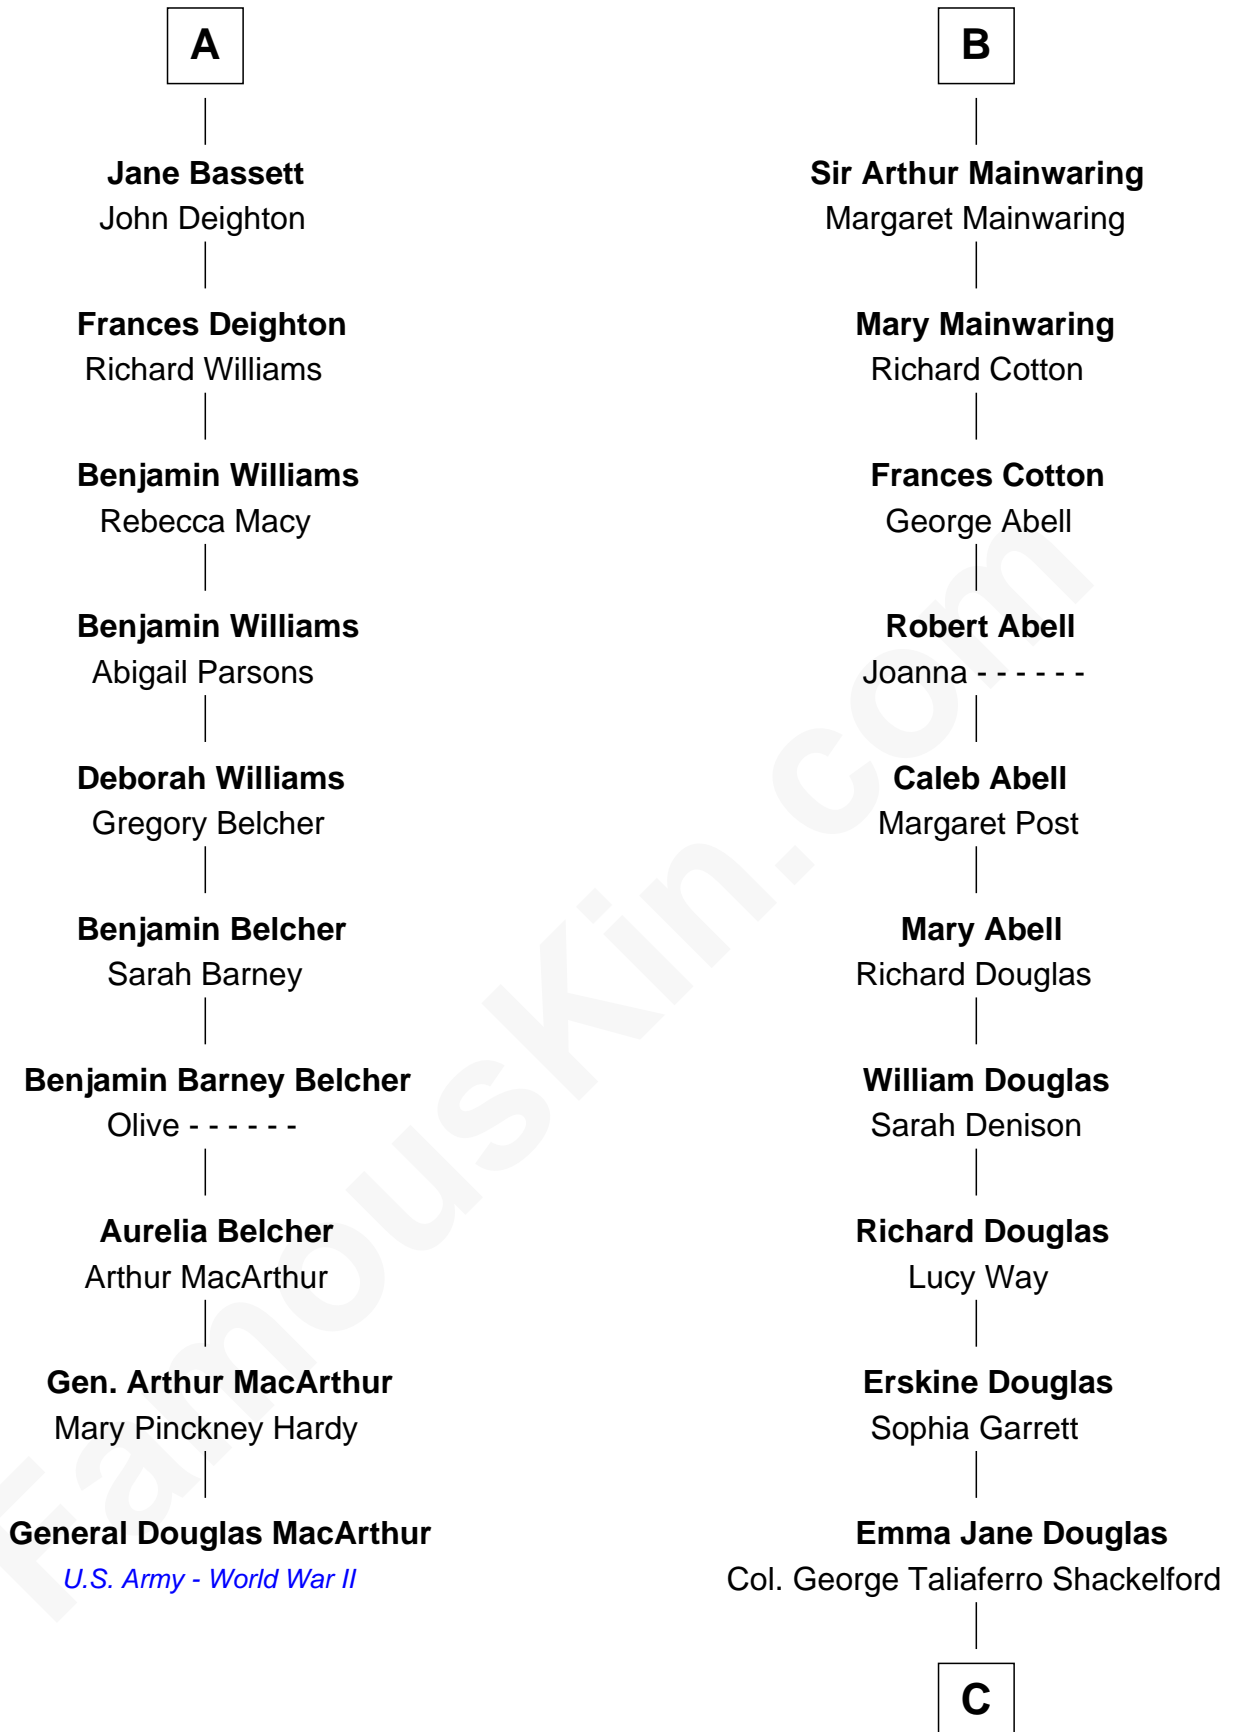 A
Jane Bassett
John Deighton
Frances Deighton
Richard Williams
Benjamin Williams
Rebecca Macy
Benjamin Williams
Abigail Parsons
Deborah Williams
Gregory Belcher
Benjamin Belcher
Sarah Barney
Benjamin Barney Belcher
Olive - - - - - -
Aurelia Belcher
Arthur MacArthur
Gen. Arthur MacArthur
Mary Pinckney Hardy
General Douglas MacArthur
U.S. Army - World War II
B
Sir Arthur Mainwaring
Margaret Mainwaring
Mary Mainwaring
Richard Cotton
Frances Cotton
George Abell
Robert Abell
Joanna - - - - - -
Caleb Abell
Margaret Post
Mary Abell
Richard Douglas
William Douglas
Sarah Denison
Richard Douglas
Lucy Way
Erskine Douglas
Sophia Garrett
Emma Jane Douglas
Col. George Taliaferro Shackelford
C
FamousKin.com